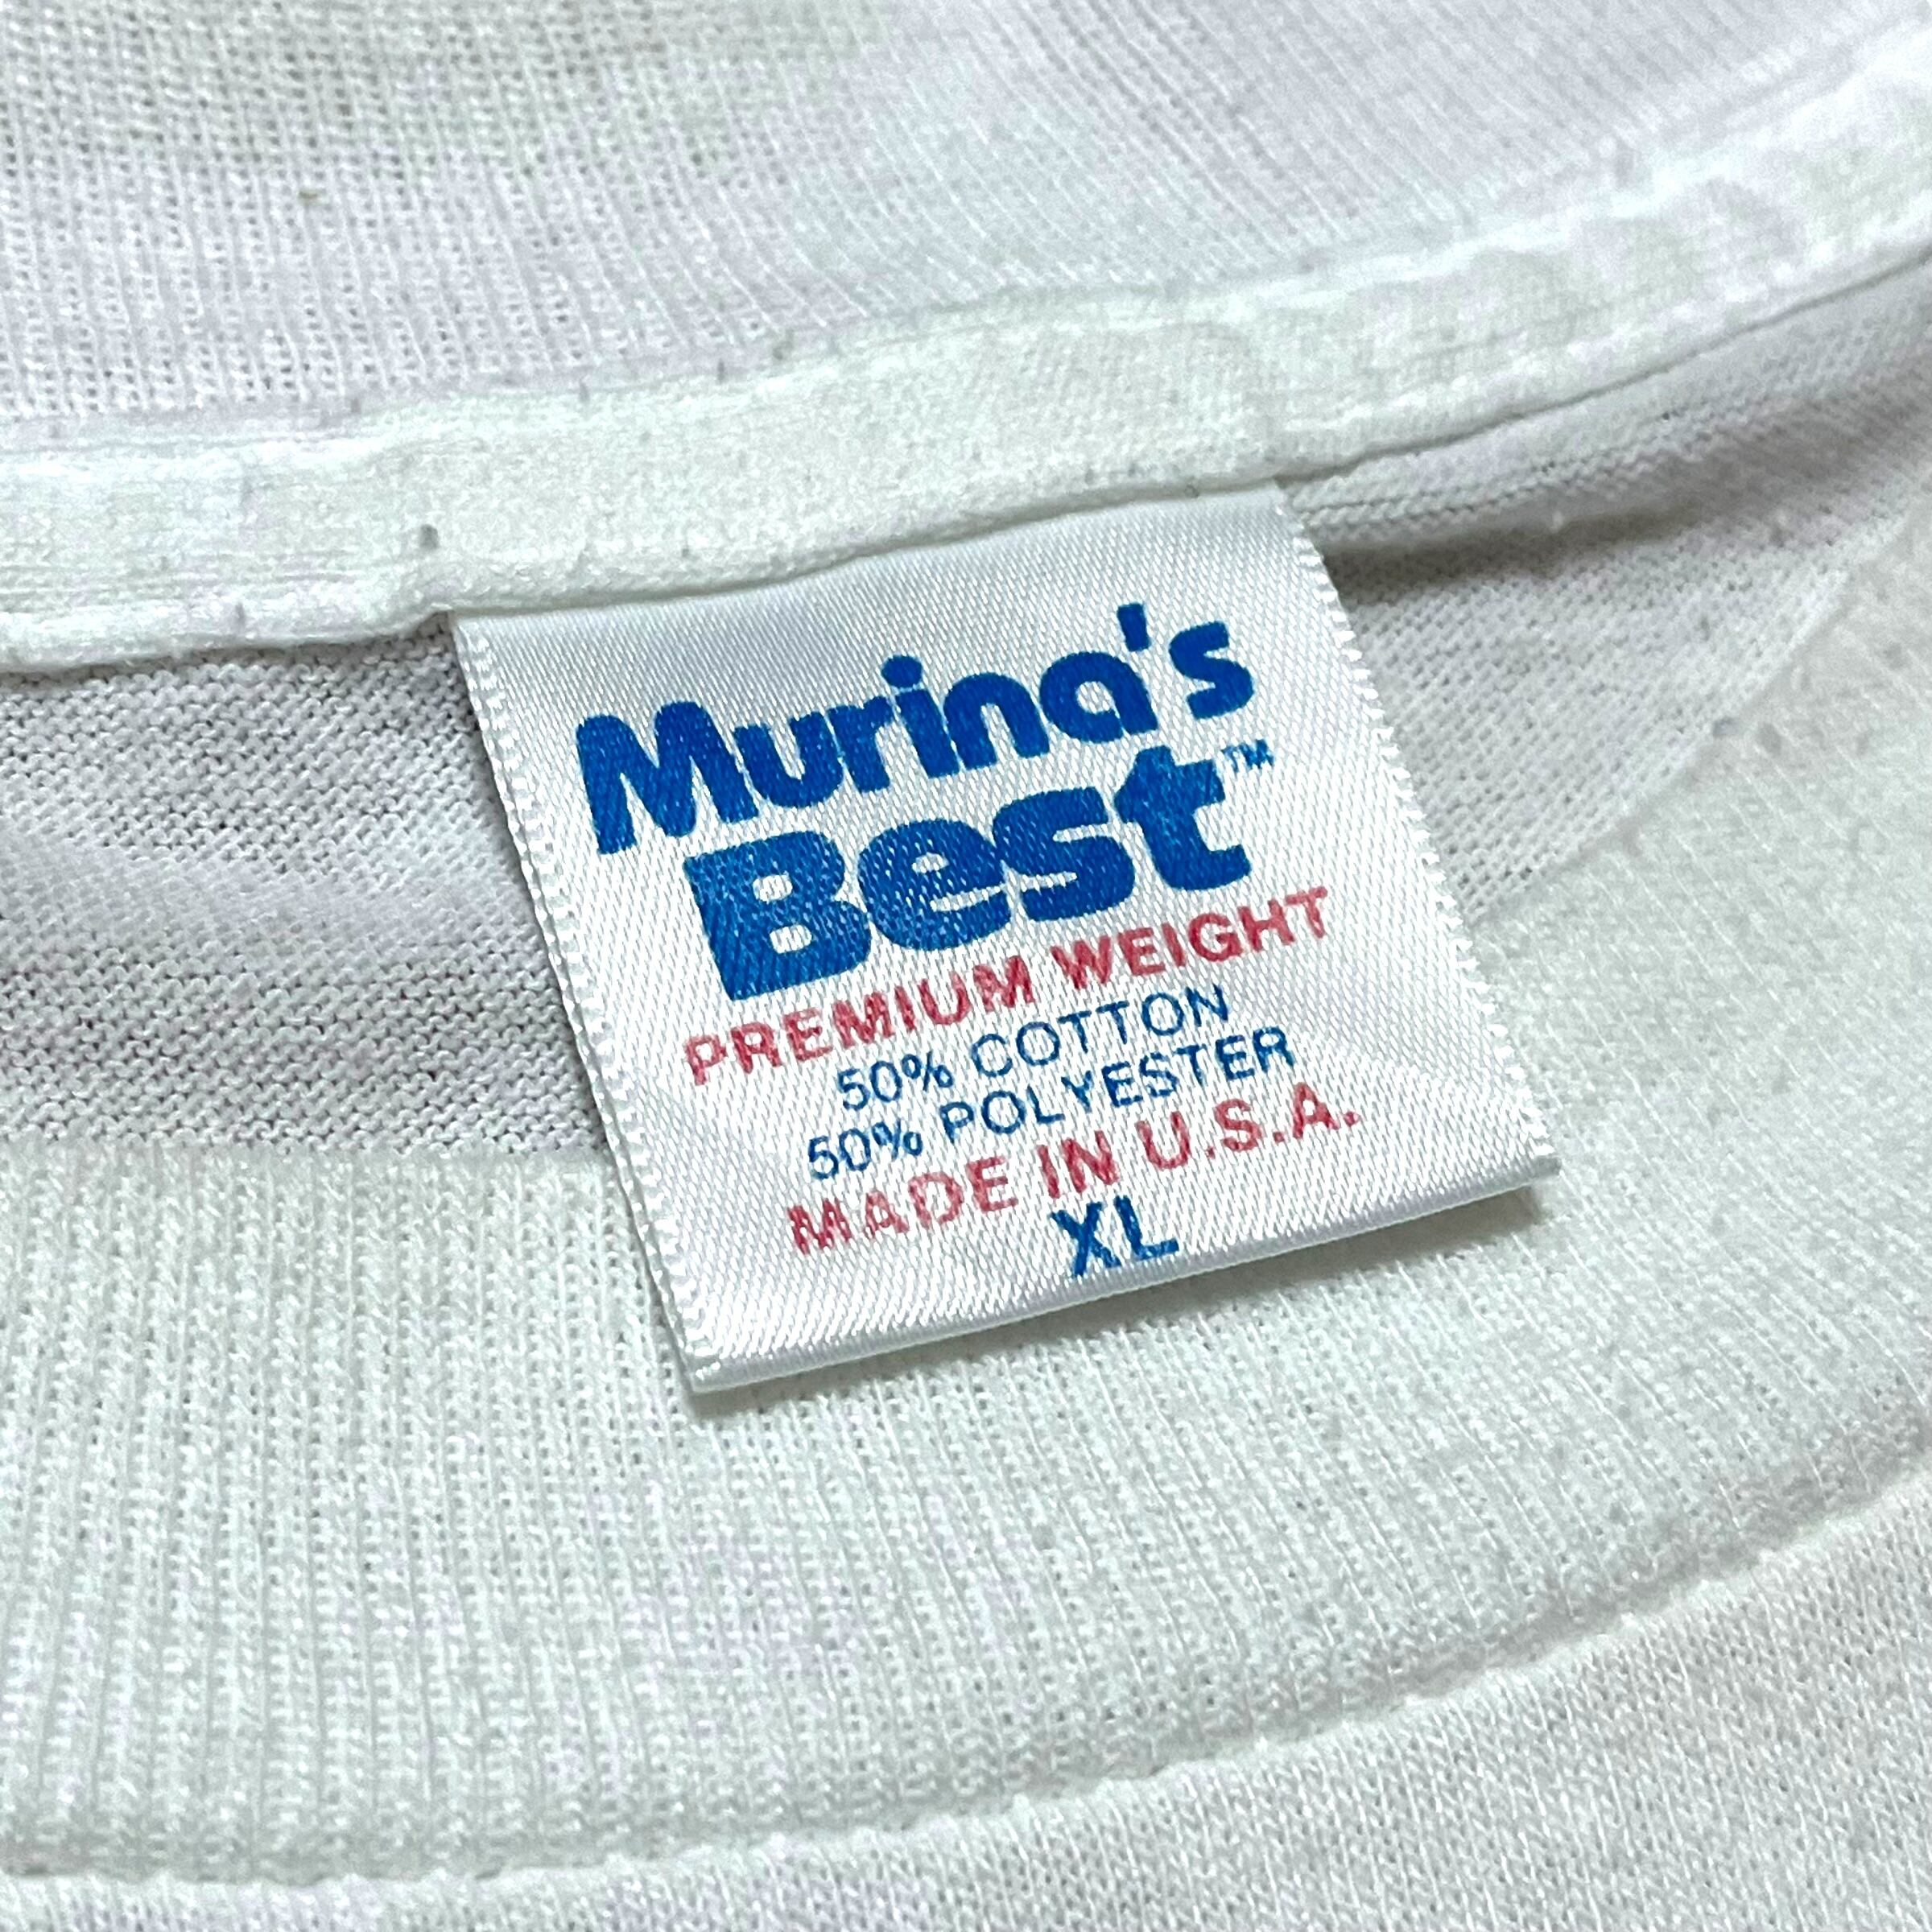 Murina's
Best™
PREMIUM WEIGHT
50% COTTON
50% POLYESTER
MADE IN U.S.A.
XL